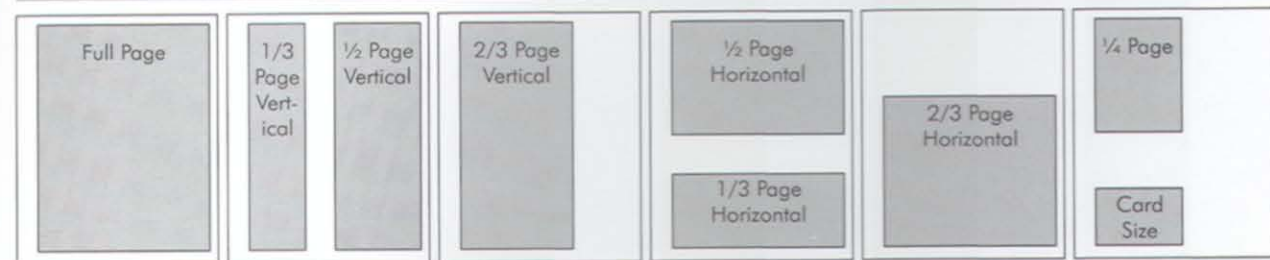 Full Page
1/3
Page
Vert-
ical
½ Page
Vertical
2/3 Page
Vertical
½ Page
Horizontal
1/3 Page
Horizontal
2/3 Page
Horizontal
¼ Page
Card
Size